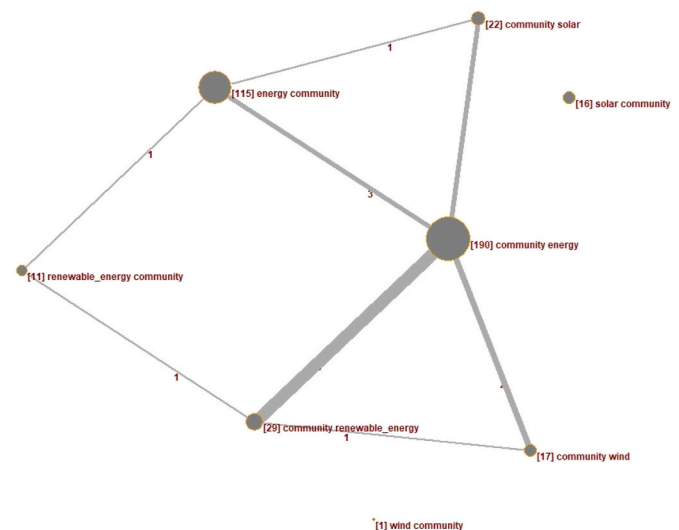 [22] community solar
1
[115] energy community
[16] solar community
1
3
[190] community energy
[11] renewable_energy community
1
[29] community renewable_energy
1
[17] community wind
[1] wind community